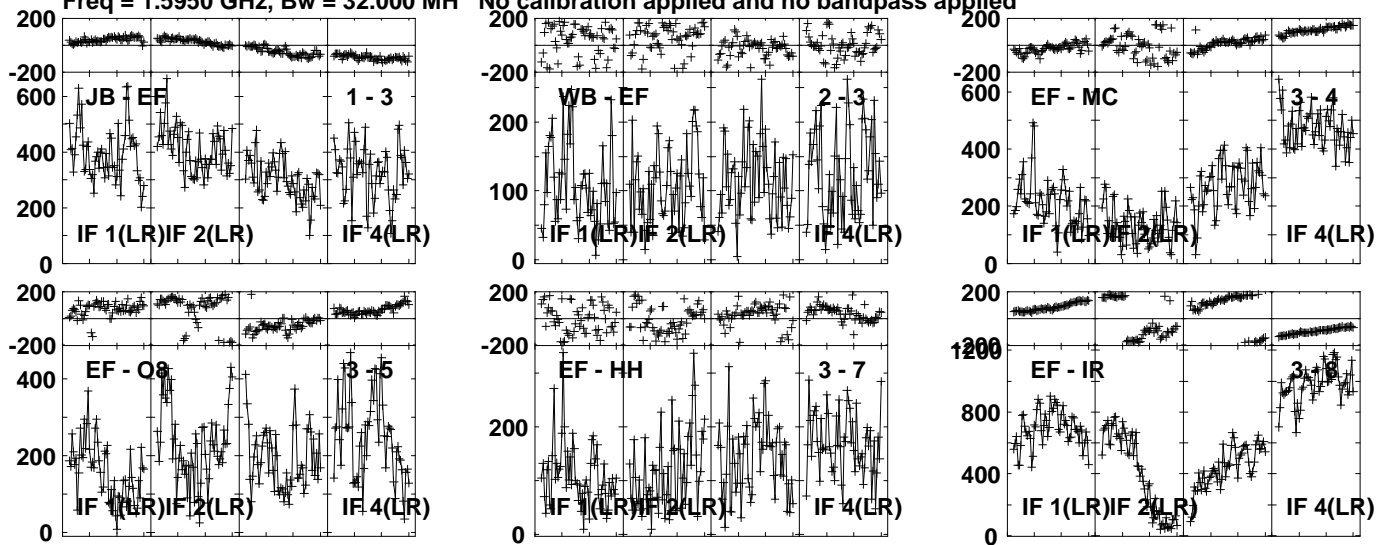 Freq = 1.5950 GHz, Bw = 32.000 MH No calibration applied and no bandpass applied
200
-200
JB - EF 1 - 3
600
400
200
0
IF 1(LR) IF 2(LR) IF 4(LR)
200
-200
WB - EF 2 - 3
200
100
0
IF 1(LR) IF 2(LR) IF 4(LR)
200
-200
EF - MC 3 - 4
600
400
200
0
IF 1(LR) IF 2(LR) IF 4(LR)
200
-200
EF - O8 3 - 5
400
200
0
IF 1(LR) IF 2(LR) IF 4(LR)
200
-200
EF - HH 3 - 7
200
0
IF 1(LR) IF 2(LR) IF 4(LR)
200
-200
1200
EF - IR 3 - 8
800
400
0
IF 1(LR) IF 2(LR) IF 4(LR)